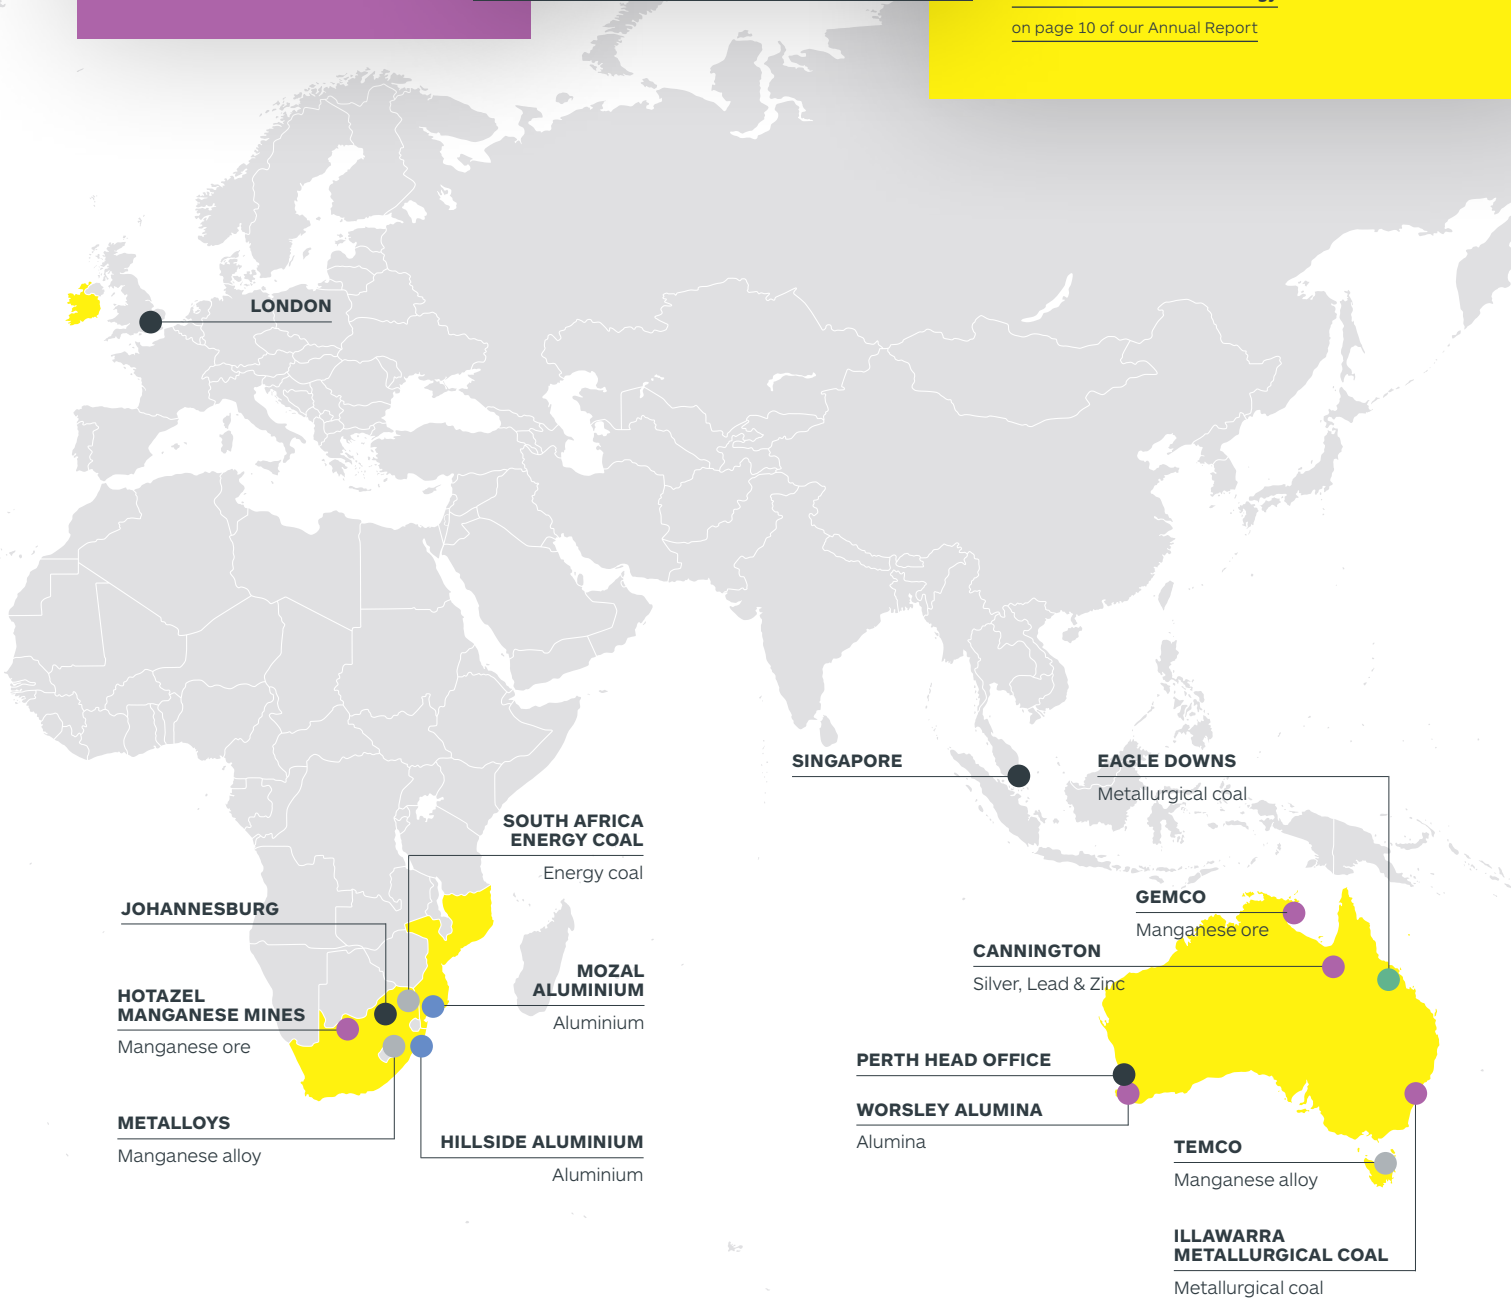 on page 10 of our Annual Report
LONDON
SINGAPORE
EAGLE DOWNS
Metallurgical coal
SOUTH AFRICA
ENERGY COAL
Energy coal
JOHANNESBURG
GEMCO
Manganese ore
CANNINGTON
Silver, Lead & Zinc
MOZAL
ALUMINIUM
Aluminium
HOTAZEL
MANGANESE MINES
Manganese ore
PERTH HEAD OFFICE
WORSLEY ALUMINA
Alumina
METALLOYS
Manganese alloy
HILLSIDE ALUMINIUM
Aluminium
TEMCO
Manganese alloy
ILLAWARRA
METALLURGICAL COAL
Metallurgical coal